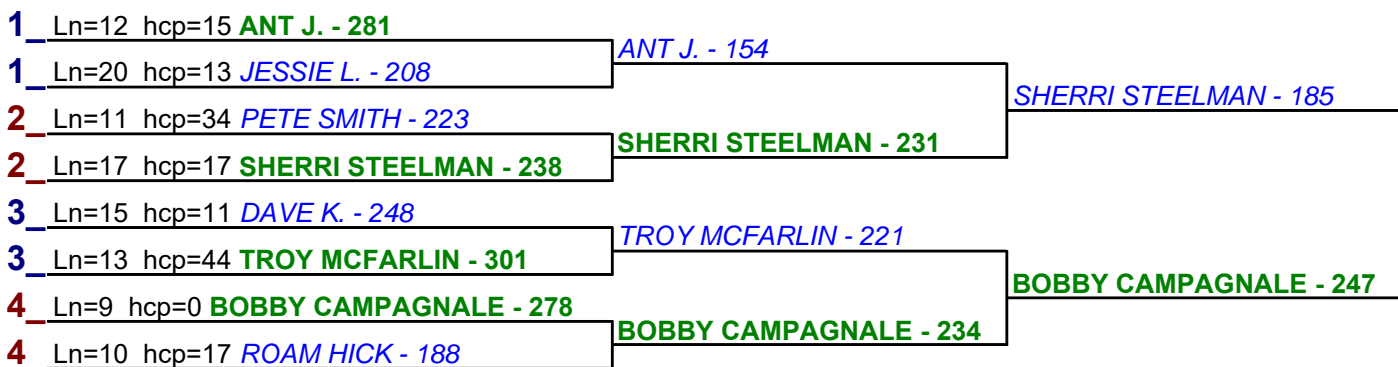 1_ Ln=12 hcp=15 ANT J. - 281
1_ Ln=20 hcp=13 JESSIE L. - 208
2_ Ln=11 hcp=34 PETE SMITH - 223
2_ Ln=17 hcp=17 SHERRI STEELMAN - 238
3_ Ln=15 hcp=11 DAVE K. - 248
3_ Ln=13 hcp=44 TROY MCFARLIN - 301
4_ Ln=9 hcp=0 BOBBY CAMPAGNALE - 278
4 Ln=10 hcp=17 ROAM HICK - 188
ANT J. - 154
SHERRI STEELMAN - 231
TROY MCFARLIN - 221
BOBBY CAMPAGNALE - 234
SHERRI STEELMAN - 185
BOBBY CAMPAGNALE - 247